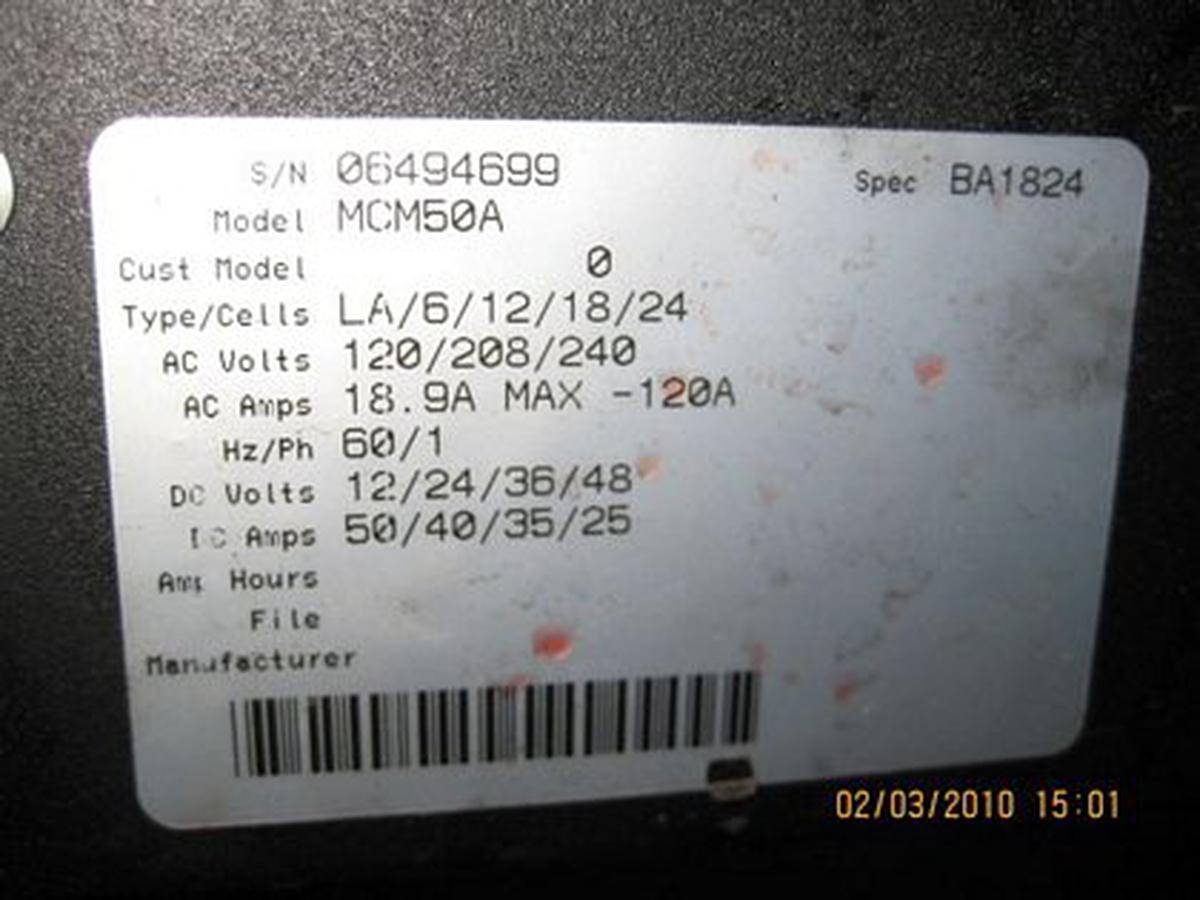 S/N 06494699 Spec BA1824
Model MCM50A
Cust Model 0
Type/Cells LA/6/12/18/24
AC Volts 120/208/240
AC Amps 18.9A MAX -120A
Hz/Ph 60/1
DC Volts 12/24/36/48
DC Amps 50/40/35/25
Amp Hours
File
Manufacturer
02/03/2010 15:01